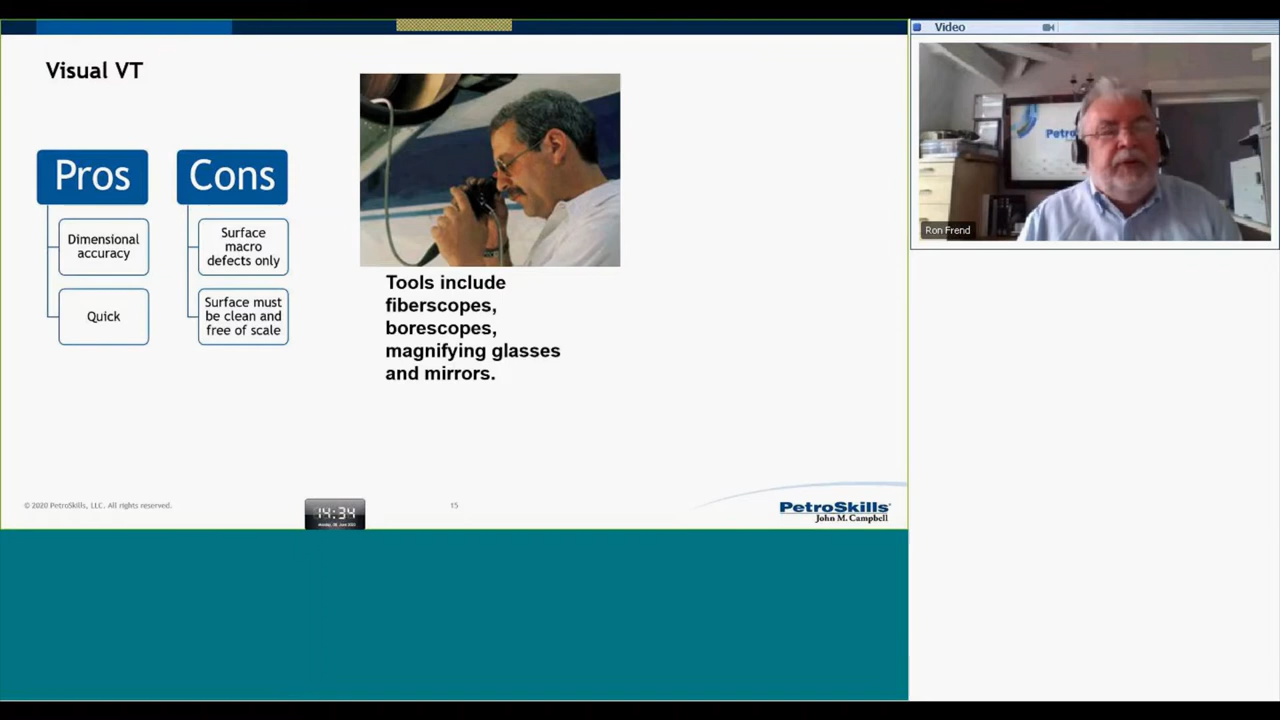 Video
Visual VT
Pros
Cons
Dimensional
accuracy
Quick
Surface
macro
defects only
Surface must
be clean and
free of scale
Tools include
fiberscopes,
borescopes,
magnifying glasses
and mirrors.
Ron Frend
© 2020 PetroSkills, LLC. All rights reserved.
14:34
15
PetroSkills
John M. Campbell